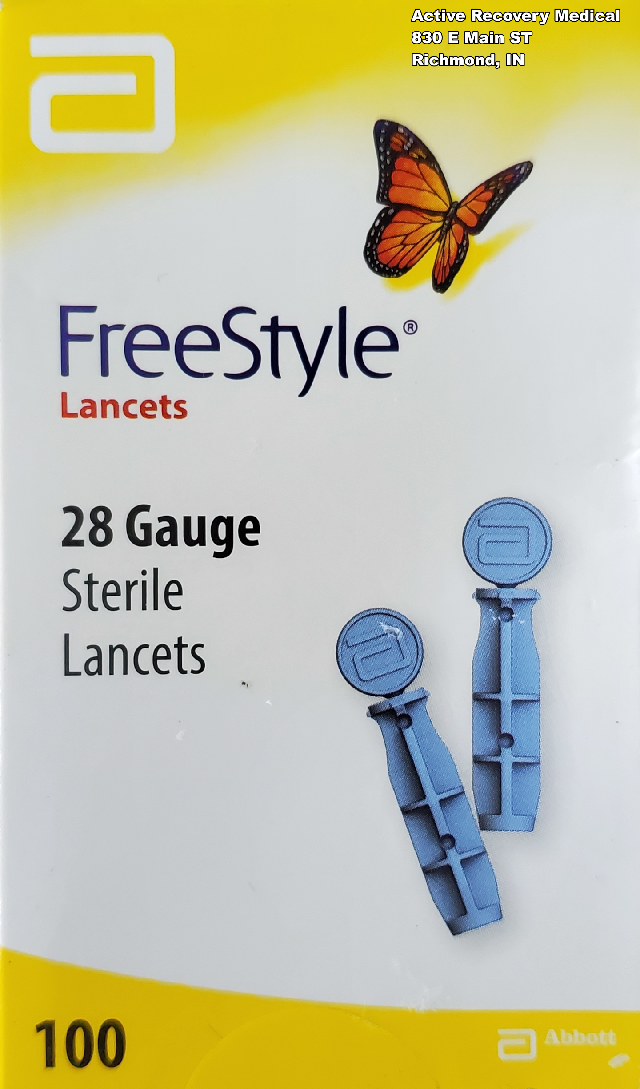 Active Recovery Medical
830 E Main ST
Richmond, IN
FreeStyle®
Lancets
28 Gauge
Sterile
Lancets
100
Abbott